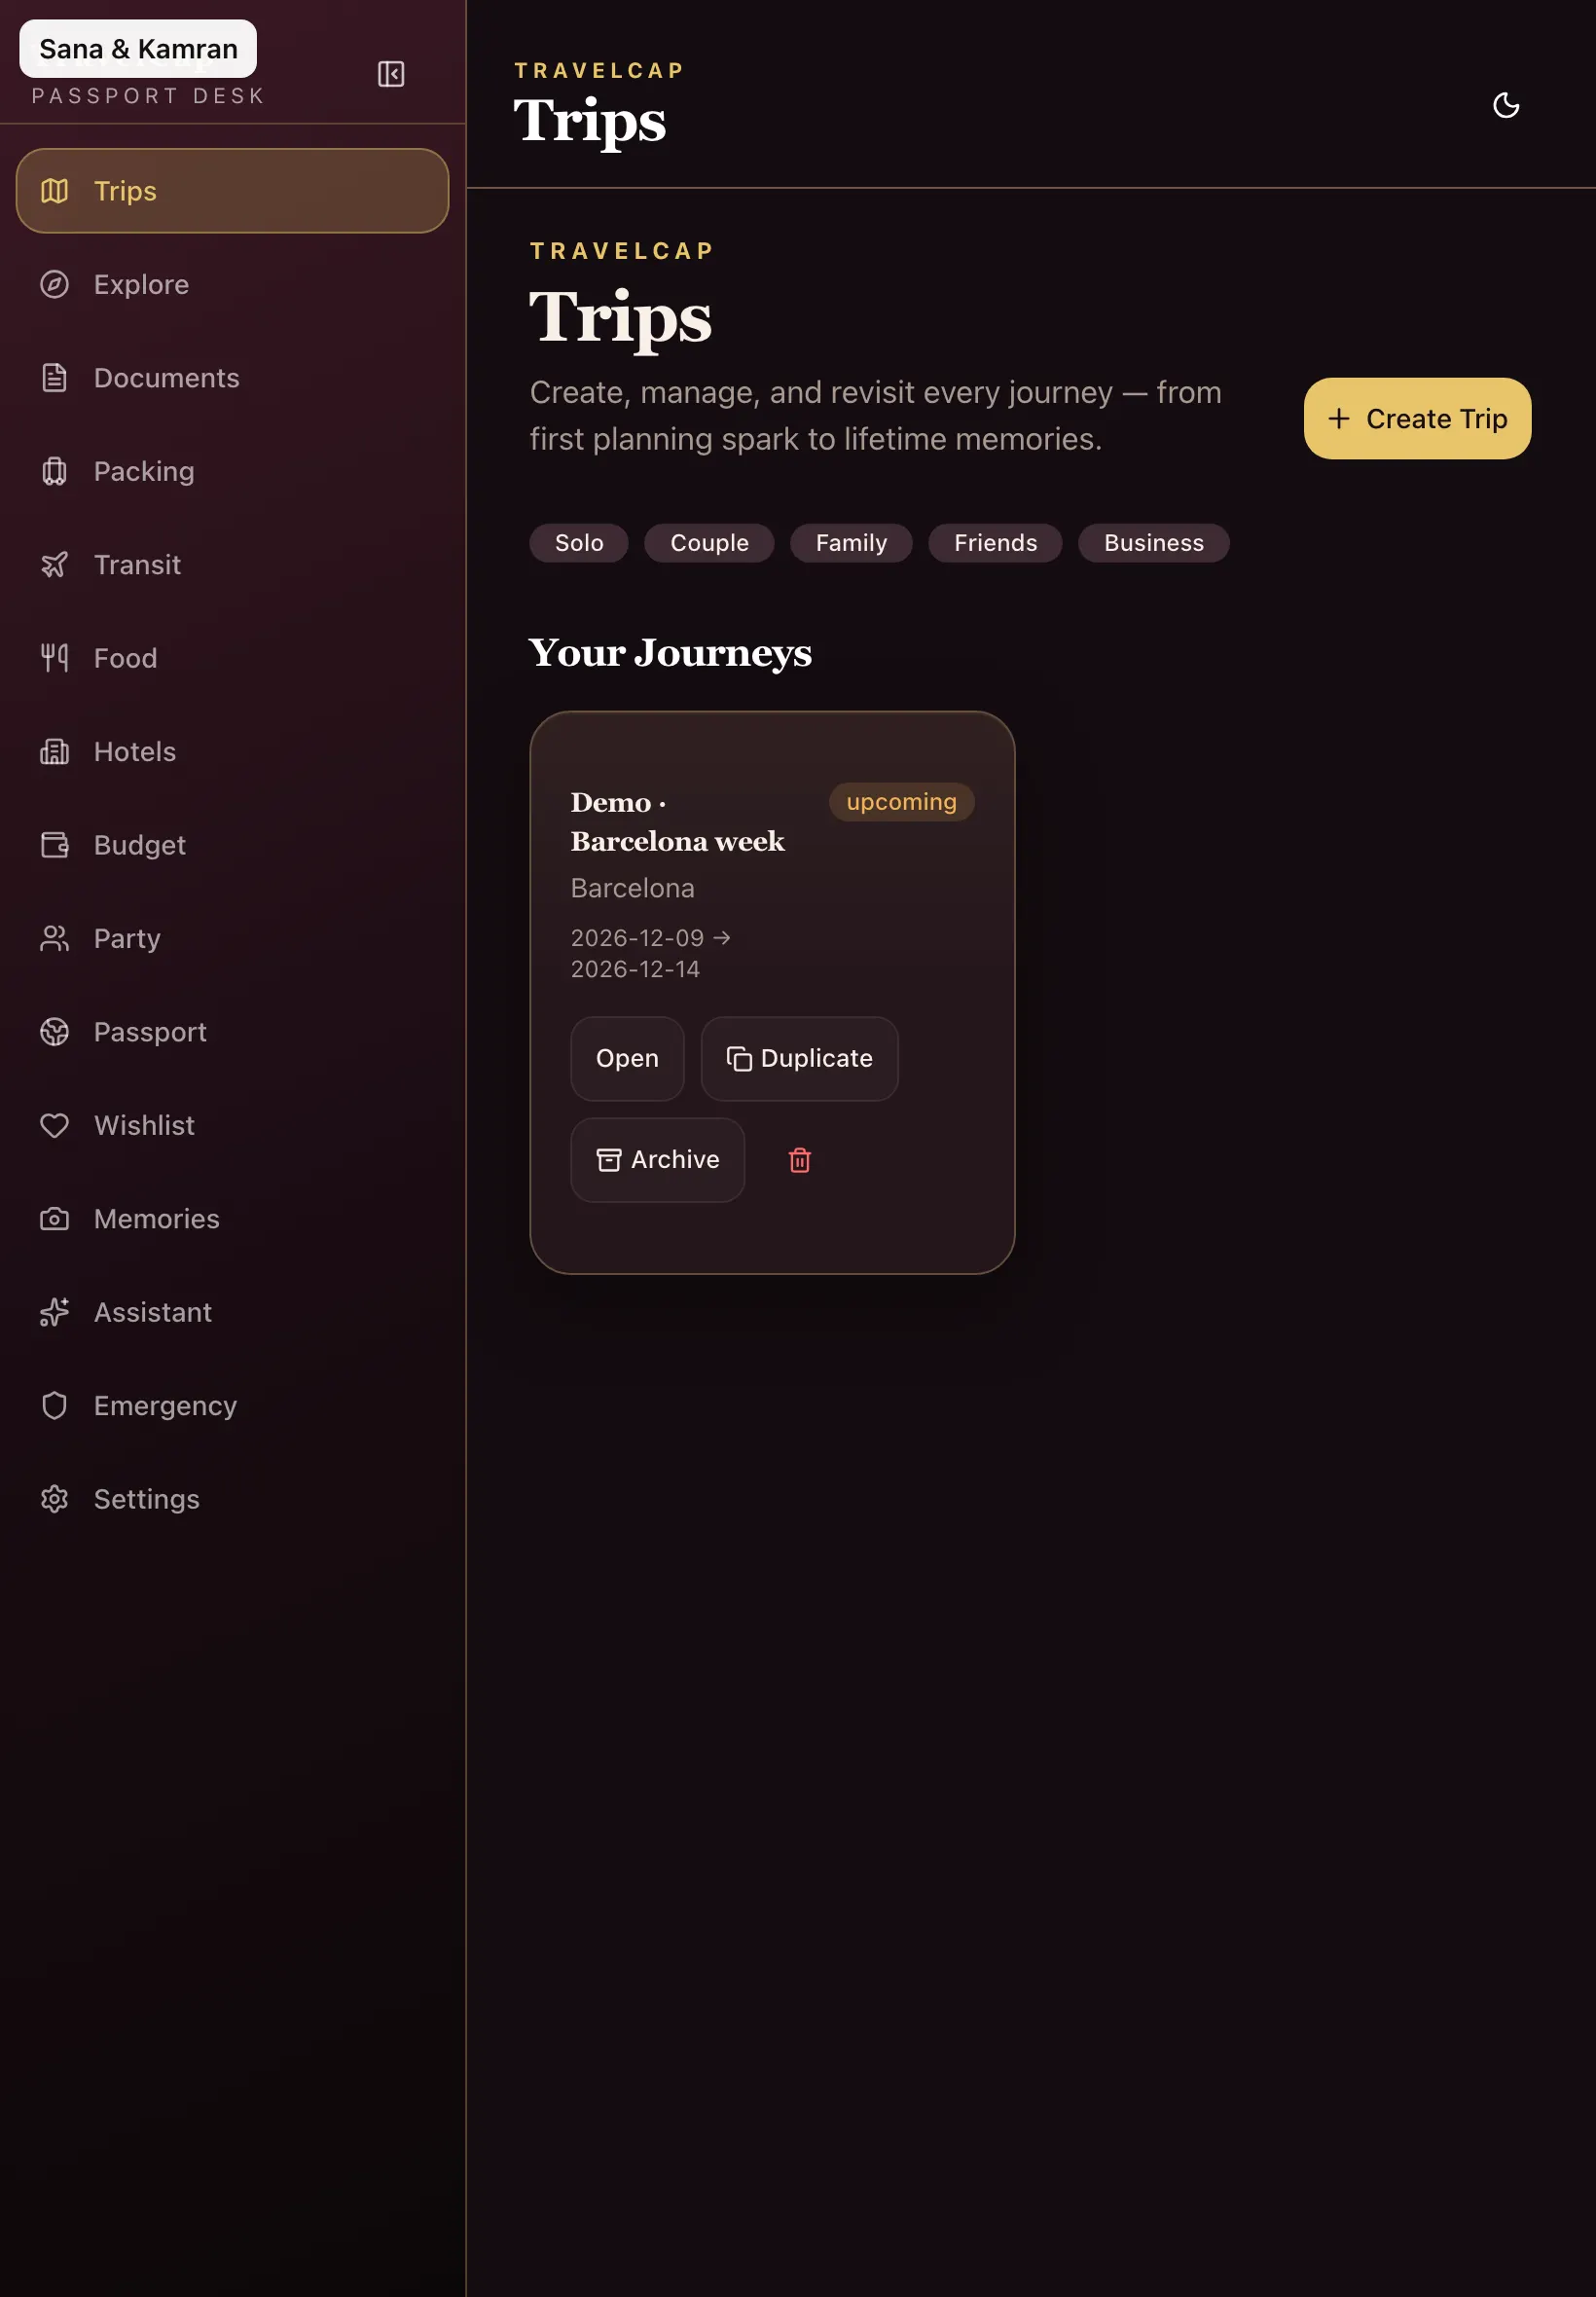 Sana & Kamran
PASSPORT DESK
Trips
Explore
Documents
Packing
Transit
Food
Hotels
Budget
Party
Passport
Wishlist
Memories
Assistant
Emergency
Settings
TRAVELCAP
Trips
TRAVELCAP
Trips
Create, manage, and revisit every journey — from
first planning spark to lifetime memories.
+ Create Trip
Solo Couple Family Friends Business
Your Journeys
Demo ·
Barcelona week
upcoming
Barcelona
2026-12-09 →
2026-12-14
Open Duplicate
Archive